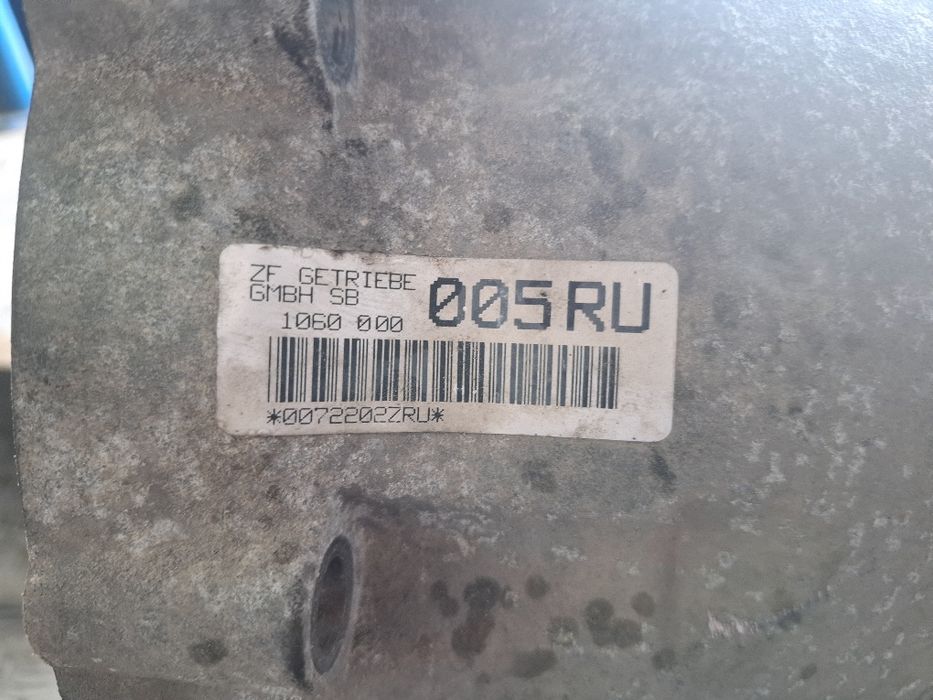 ZF GETRIEBE
GMBH SB
005RU
1060 000
*0072202ZRU*